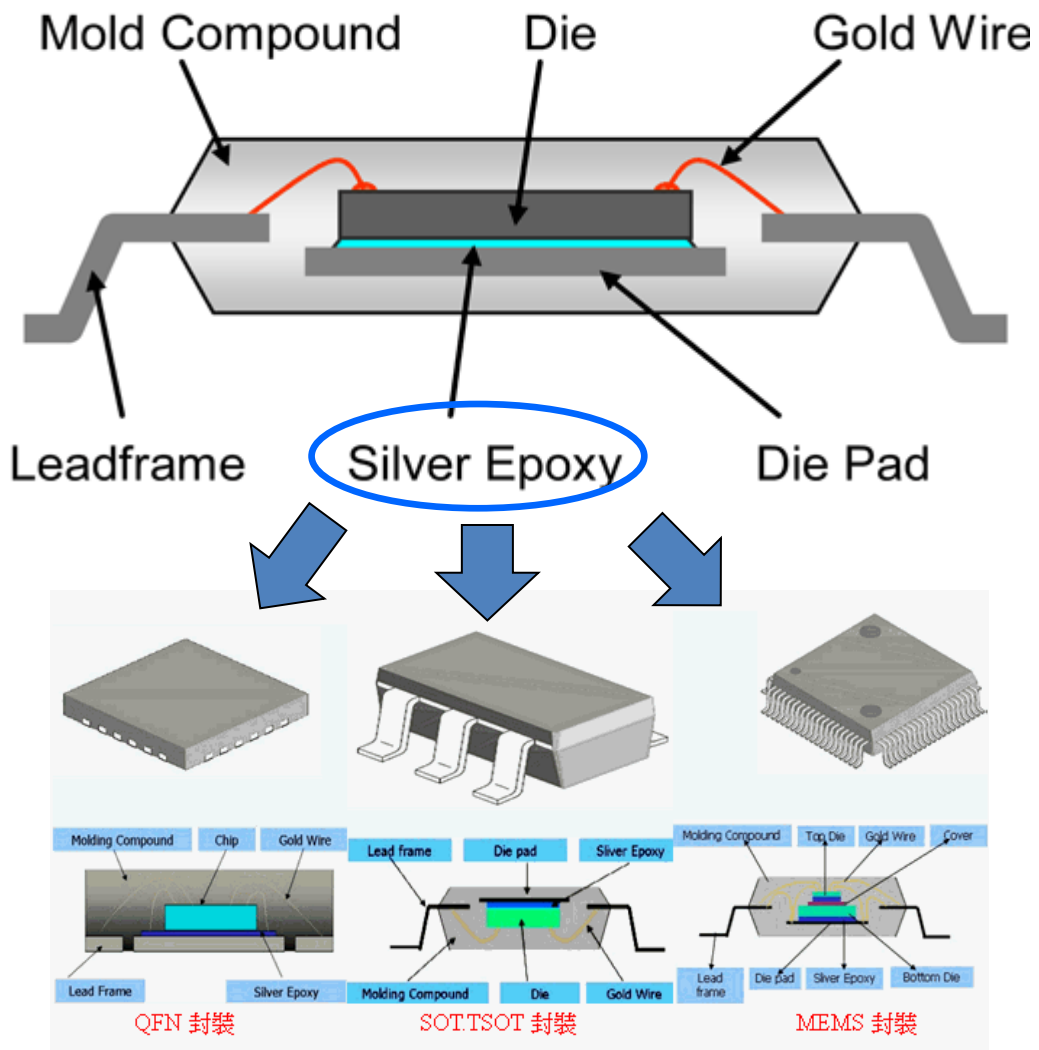 Mold Compound Die Gold Wire
Leadframe Silver Epoxy Die Pad
Molding Compound Chip Gold Wire
Lead Frame Silver Epoxy
QFN 封裝
Lead frame Die pad Sliver Epoxy
Molding Compound Die Gold Wire
SOT.TSOT 封裝
Molding Compound Top Die Gold Wire Cover
Lead
frame Die pad Sliver Epoxy Bottom Die
MEMS 封裝